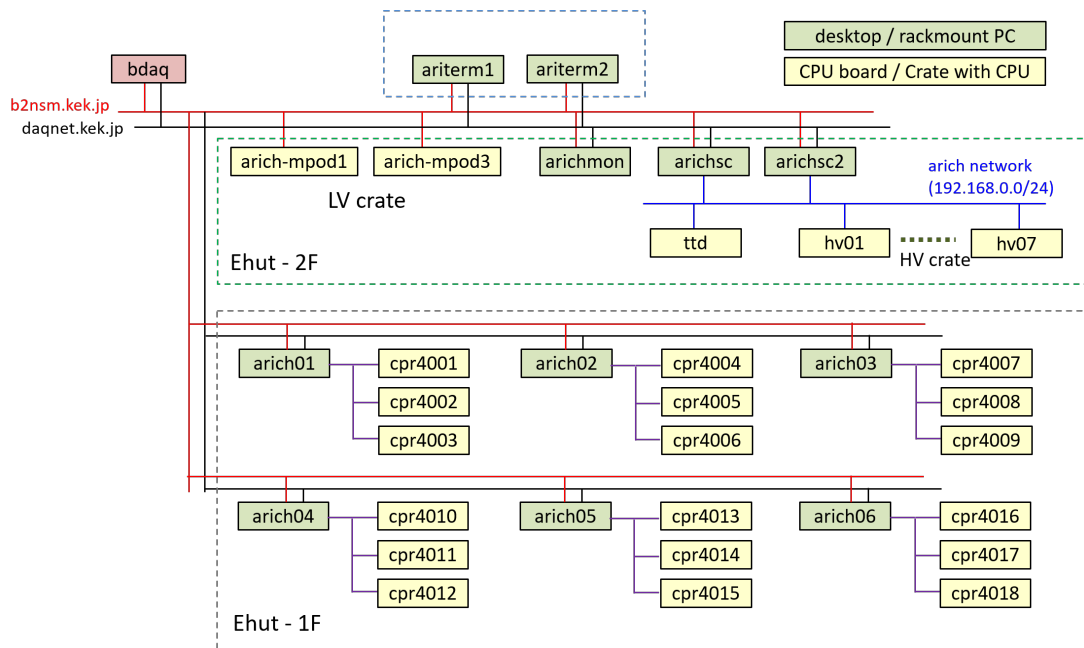 desktop / rackmount PC
CPU board / Crate with CPU
bdaq
ariterm1
ariterm2
b2nsm.kek.jp
daqnet.kek.jp
arich-mpod1
arich-mpod3
arichmon
arichsc
arichsc2
LV crate
arich network
(192.168.0.0/24)
ttd
hv01
hv07
HV crate
Ehut - 2F
arich01
cpr4001
cpr4002
cpr4003
arich02
cpr4004
cpr4005
cpr4006
arich03
cpr4007
cpr4008
cpr4009
arich04
cpr4010
cpr4011
cpr4012
arich05
cpr4013
cpr4014
cpr4015
arich06
cpr4016
cpr4017
cpr4018
Ehut - 1F